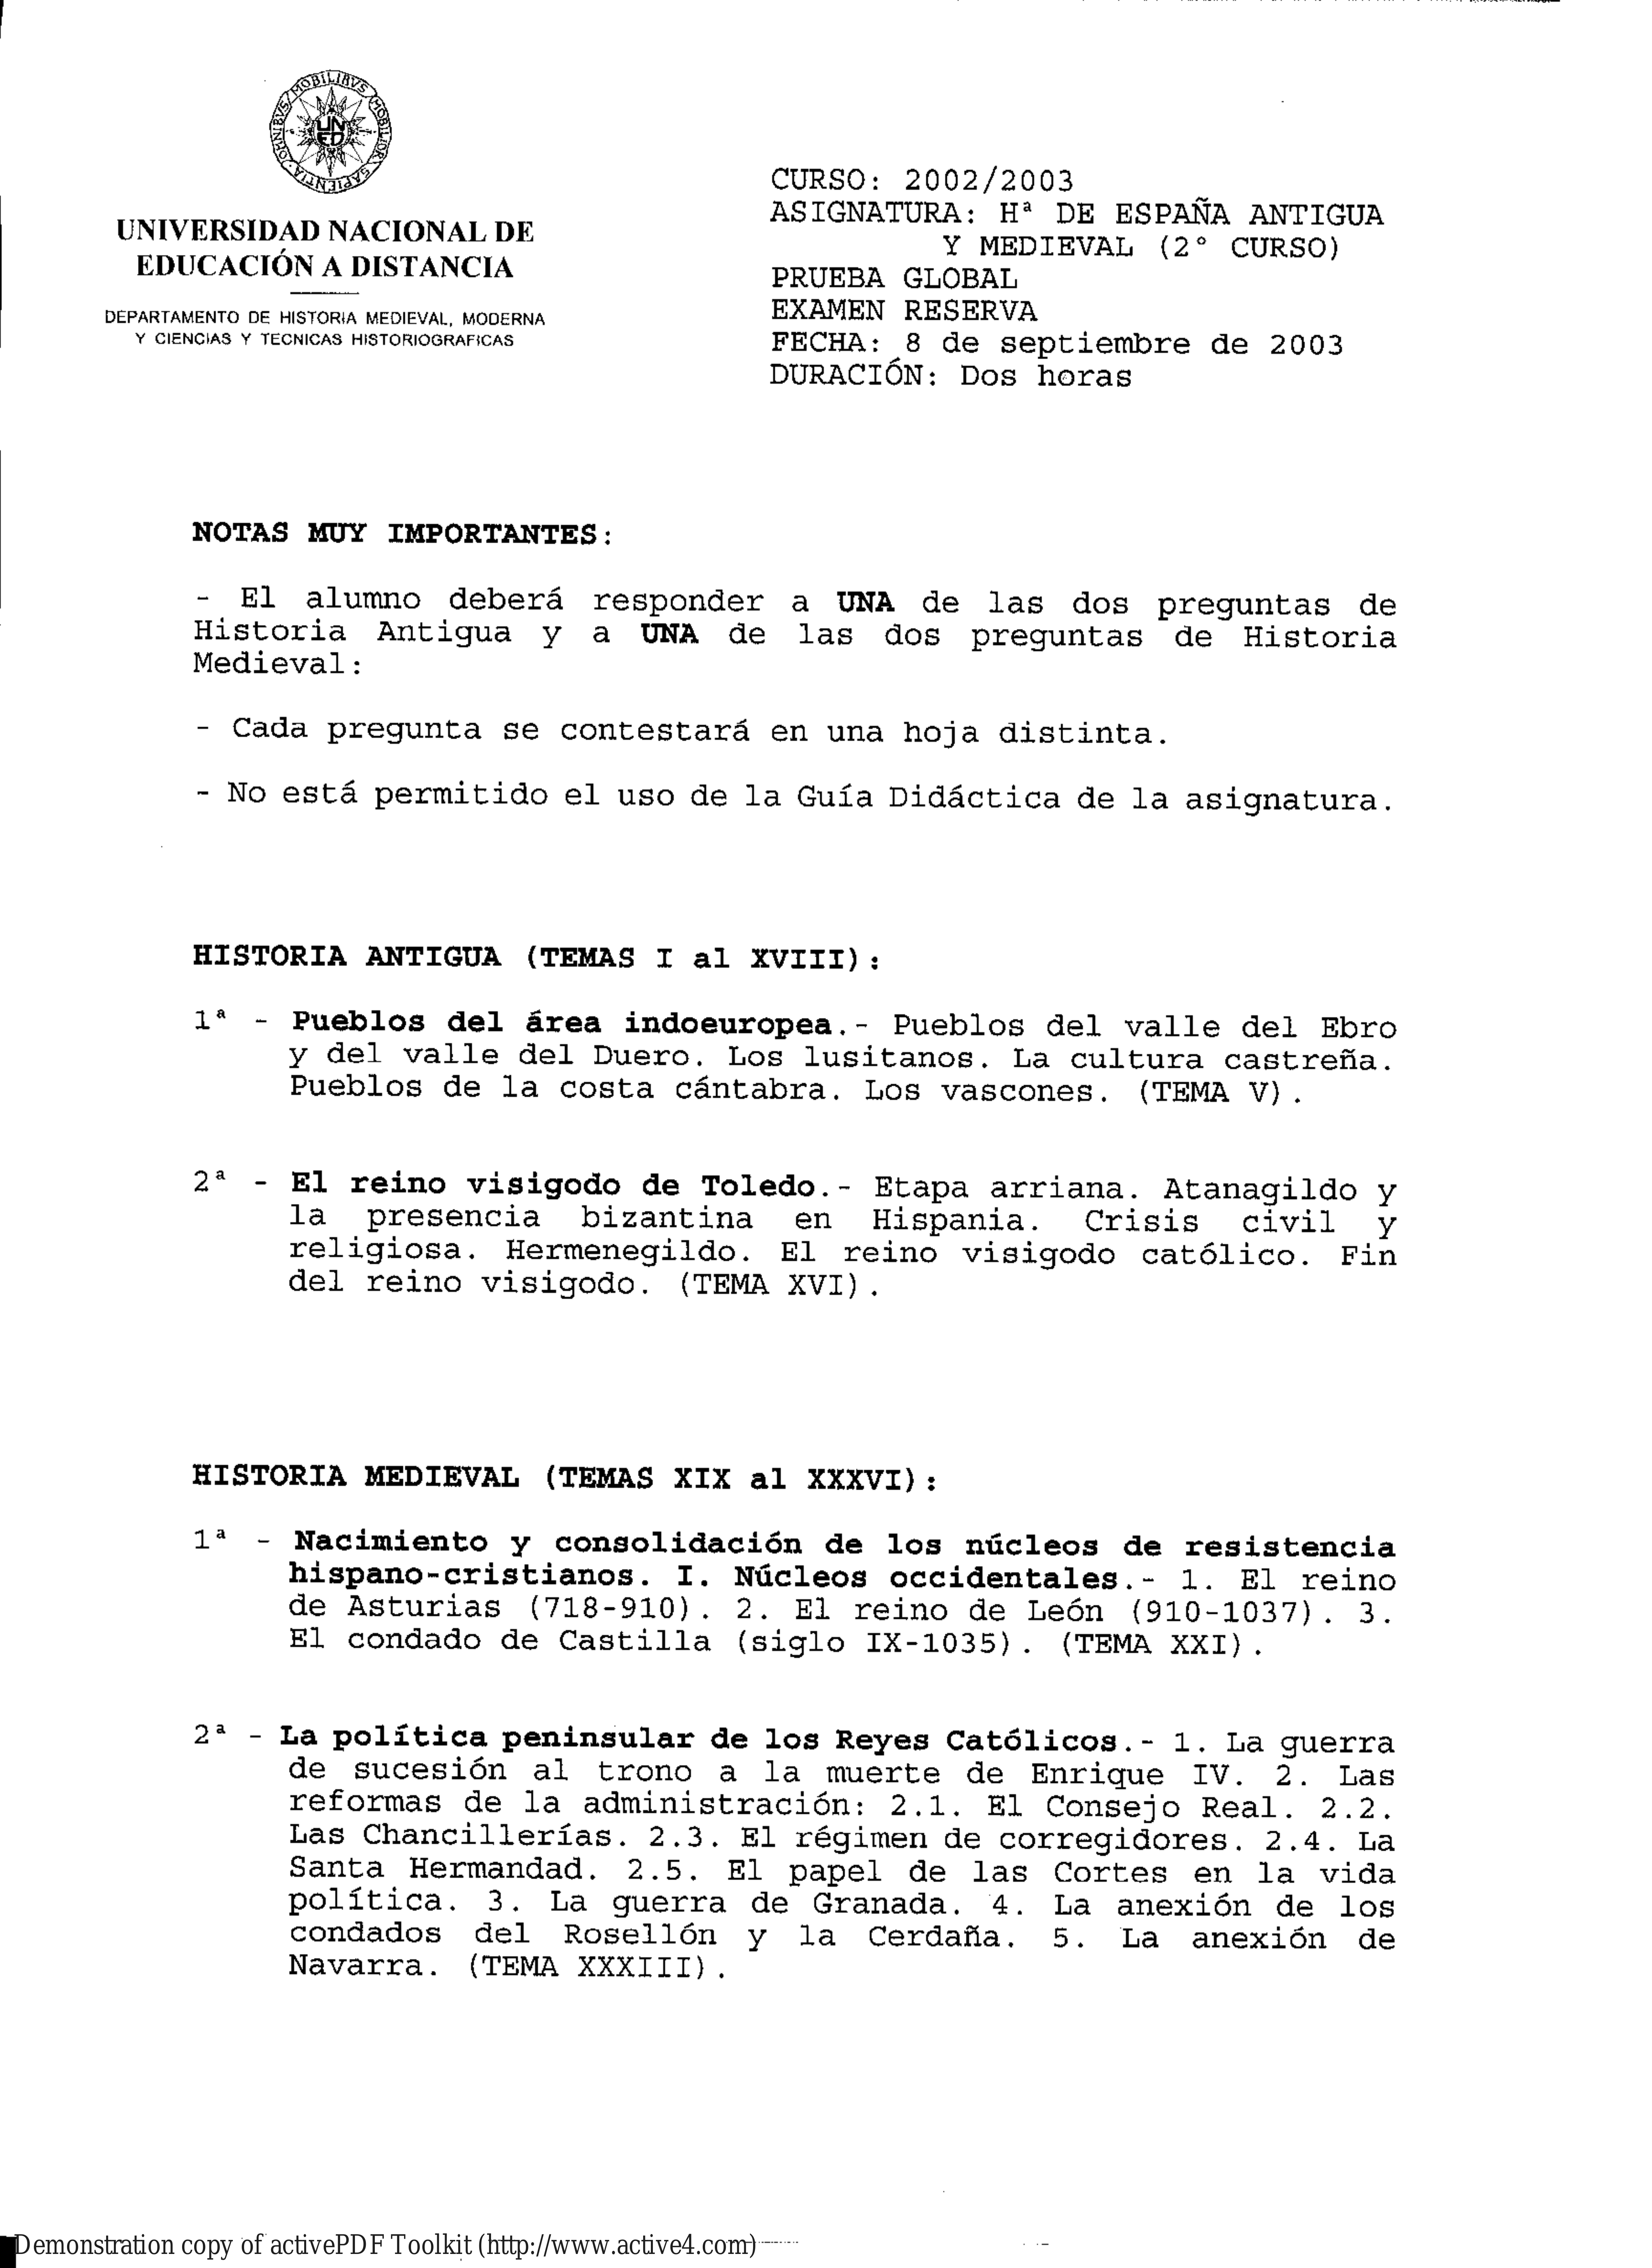 OMNIBVS MOBILIBVS MOBILIOR SAPIENTIA
UN
ED
UNIVERSIDAD NACIONAL DE
EDUCACIÓN A DISTANCIA
DEPARTAMENTO DE HISTORIA MEDIEVAL, MODERNA
Y CIENCIAS Y TECNICAS HISTORIOGRAFICAS
CURSO: 2002/2003
ASIGNATURA: Hª DE ESPAÑA ANTIGUA
Y MEDIEVAL (2º CURSO)
PRUEBA GLOBAL
EXAMEN RESERVA
FECHA: 8 de septiembre de 2003
DURACIÓN: Dos horas
NOTAS MUY IMPORTANTES:
- El alumno deberá responder a UNA de las dos preguntas de
Historia Antigua y a UNA de las dos preguntas de Historia
Medieval:
- Cada pregunta se contestará en una hoja distinta.
- No está permitido el uso de la Guía Didáctica de la asignatura.
HISTORIA ANTIGUA (TEMAS I al XVIII):
1ª - Pueblos del área indoeuropea.- Pueblos del valle del Ebro
y del valle del Duero. Los lusitanos. La cultura castreña.
Pueblos de la costa cántabra. Los vascones. (TEMA V).
2ª - El reino visigodo de Toledo.- Etapa arriana. Atanagildo y
la presencia bizantina en Hispania. Crisis civil y
religiosa. Hermenegildo. El reino visigodo católico. Fin
del reino visigodo. (TEMA XVI).
HISTORIA MEDIEVAL (TEMAS XIX al XXXVI):
1ª - Nacimiento y consolidación de los núcleos de resistencia
hispano-cristianos. I. Núcleos occidentales.- 1. El reino
de Asturias (718-910). 2. El reino de León (910-1037). 3.
El condado de Castilla (siglo IX-1035). (TEMA XXI).
2ª - La política peninsular de los Reyes Católicos.- 1. La guerra
de sucesión al trono a la muerte de Enrique IV. 2. Las
reformas de la administración: 2.1. El Consejo Real. 2.2.
Las Chancillerías. 2.3. El régimen de corregidores. 2.4. La
Santa Hermandad. 2.5. El papel de las Cortes en la vida
política. 3. La guerra de Granada. 4. La anexión de los
condados del Rosellón y la Cerdaña. 5. La anexión de
Navarra. (TEMA XXXIII).
Demonstration copy of activePDF Toolkit (http://www.active4.com)